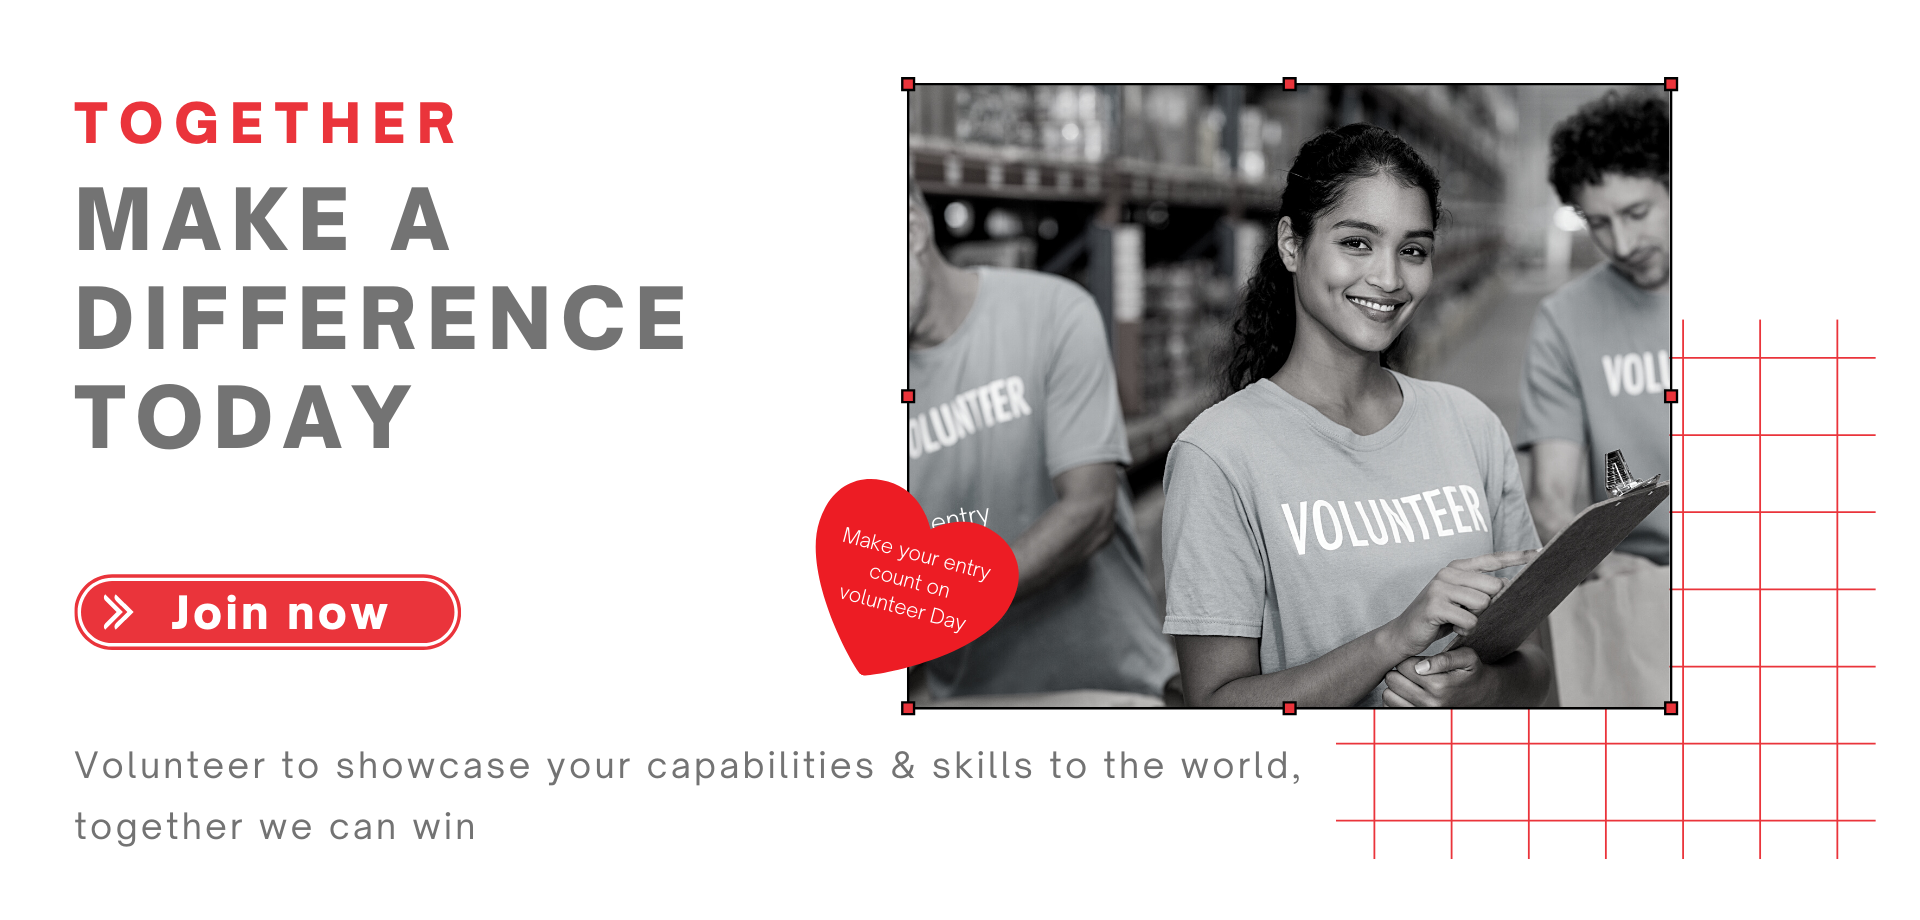 TOGETHER
MAKE A
DIFFERENCE
TODAY
Join now
entry
Make your entry
count on
volunteer Day
OLUNTEER
VOLUNTEER
VOL
Volunteer to showcase your capabilities & skills to the world,
together we can win